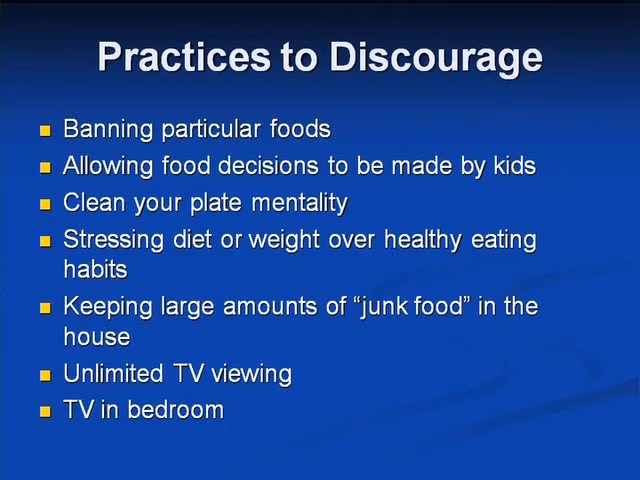 Practices to Discourage
Banning particular foods
Allowing food decisions to be made by kids
Clean your plate mentality
Stressing diet or weight over healthy eating
habits
Keeping large amounts of “junk food” in the
house
Unlimited TV viewing
TV in bedroom